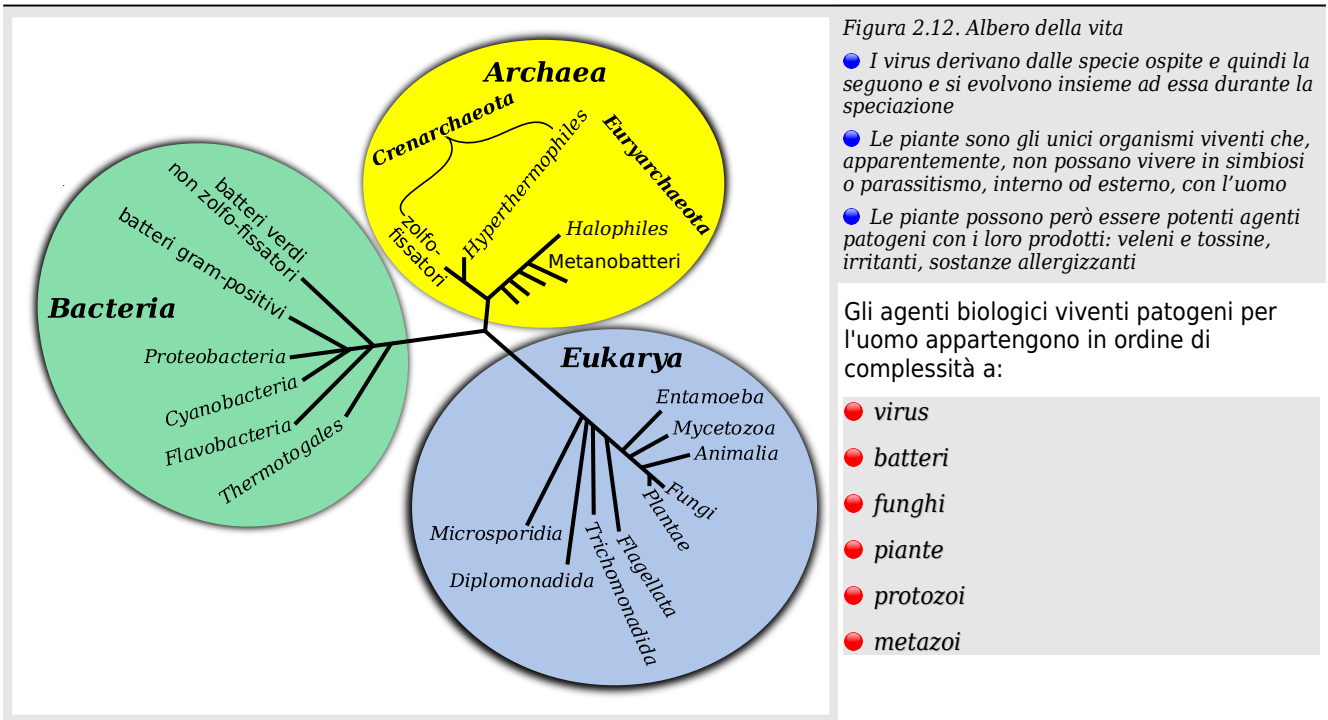 Archaea
Crenarchaeota
Hyperthermophiles
Euryarchaeota
zolfo-
fissatori
Halophiles
Metanobatteri
Bacteria
batteri verdi
non zolfo-fissatori
batteri gram-positivi
Proteobacteria
Cyanobacteria
Flavobacteria
Thermotogales
Eukarya
Entamoeba
Mycetozoa
Animalia
Fungi
Plantae
Microsporidia
Diplomonadida
Trichomonadida
Flagellata
Figura 2.12. Albero della vita
I virus derivano dalle specie ospite e quindi la
seguono e si evolvono insieme ad essa durante la
speciazione
Le piante sono gli unici organismi viventi che,
apparentemente, non possano vivere in simbiosi
o parassitismo, interno od esterno, con l’uomo
Le piante possono però essere potenti agenti
patogeni con i loro prodotti: veleni e tossine,
irritanti, sostanze allergizzanti
Gli agenti biologici viventi patogeni per
l'uomo appartengono in ordine di
complessità a:
virus
batteri
funghi
piante
protozoi
metazoi